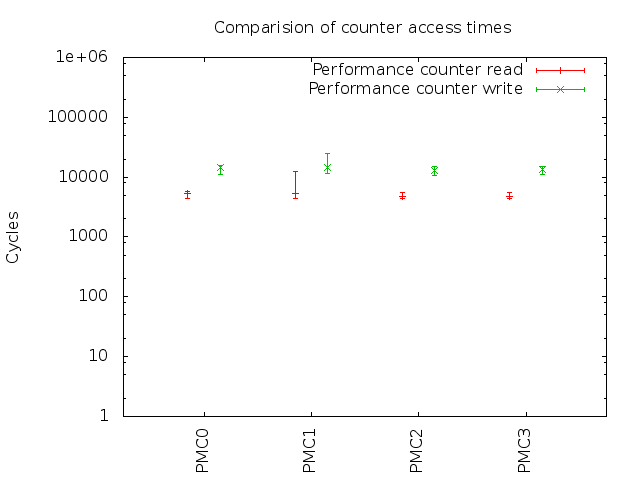 Comparision of counter access times
1e+06
Performance counter read
Performance counter write
100000
10000
1000
100
10
1
Cycles
PMC0
PMC1
PMC2
PMC3